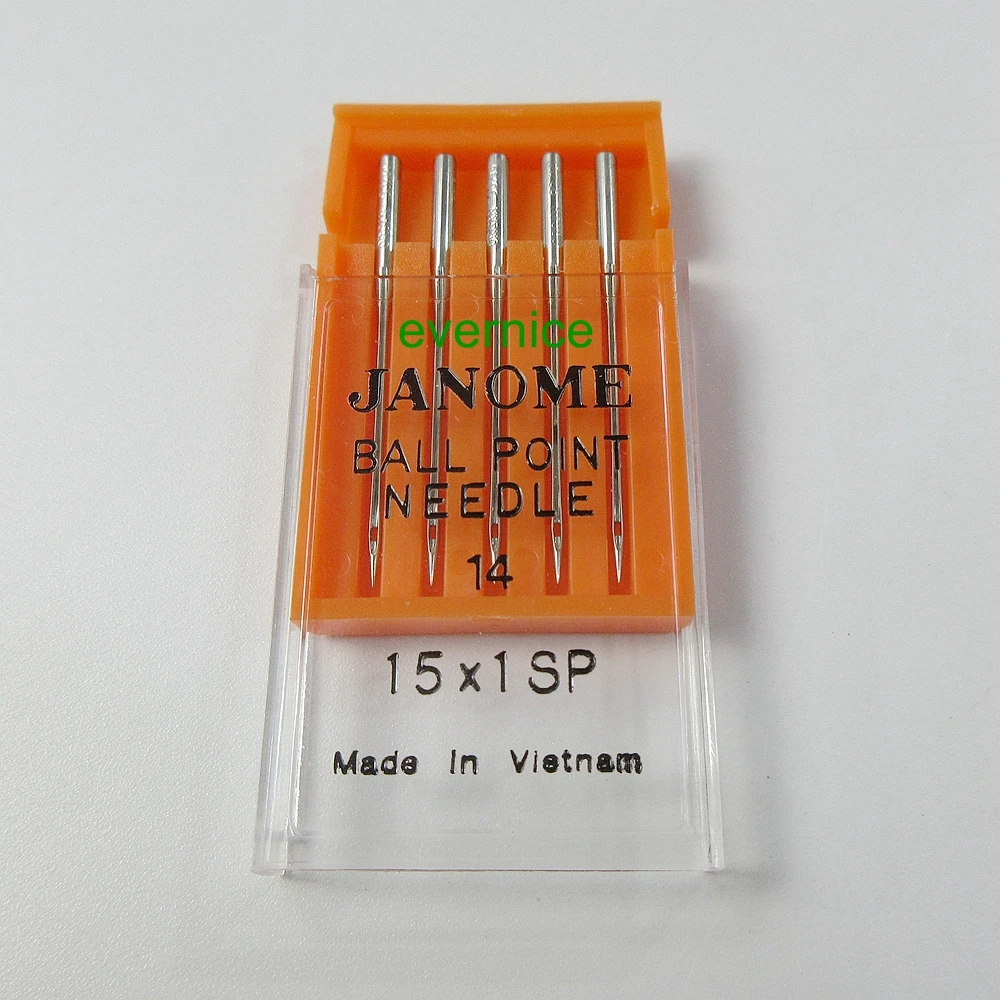 evernice
JANOME
BALL POINT
NEEDLE
14
15x1SP
Made In Vietnam